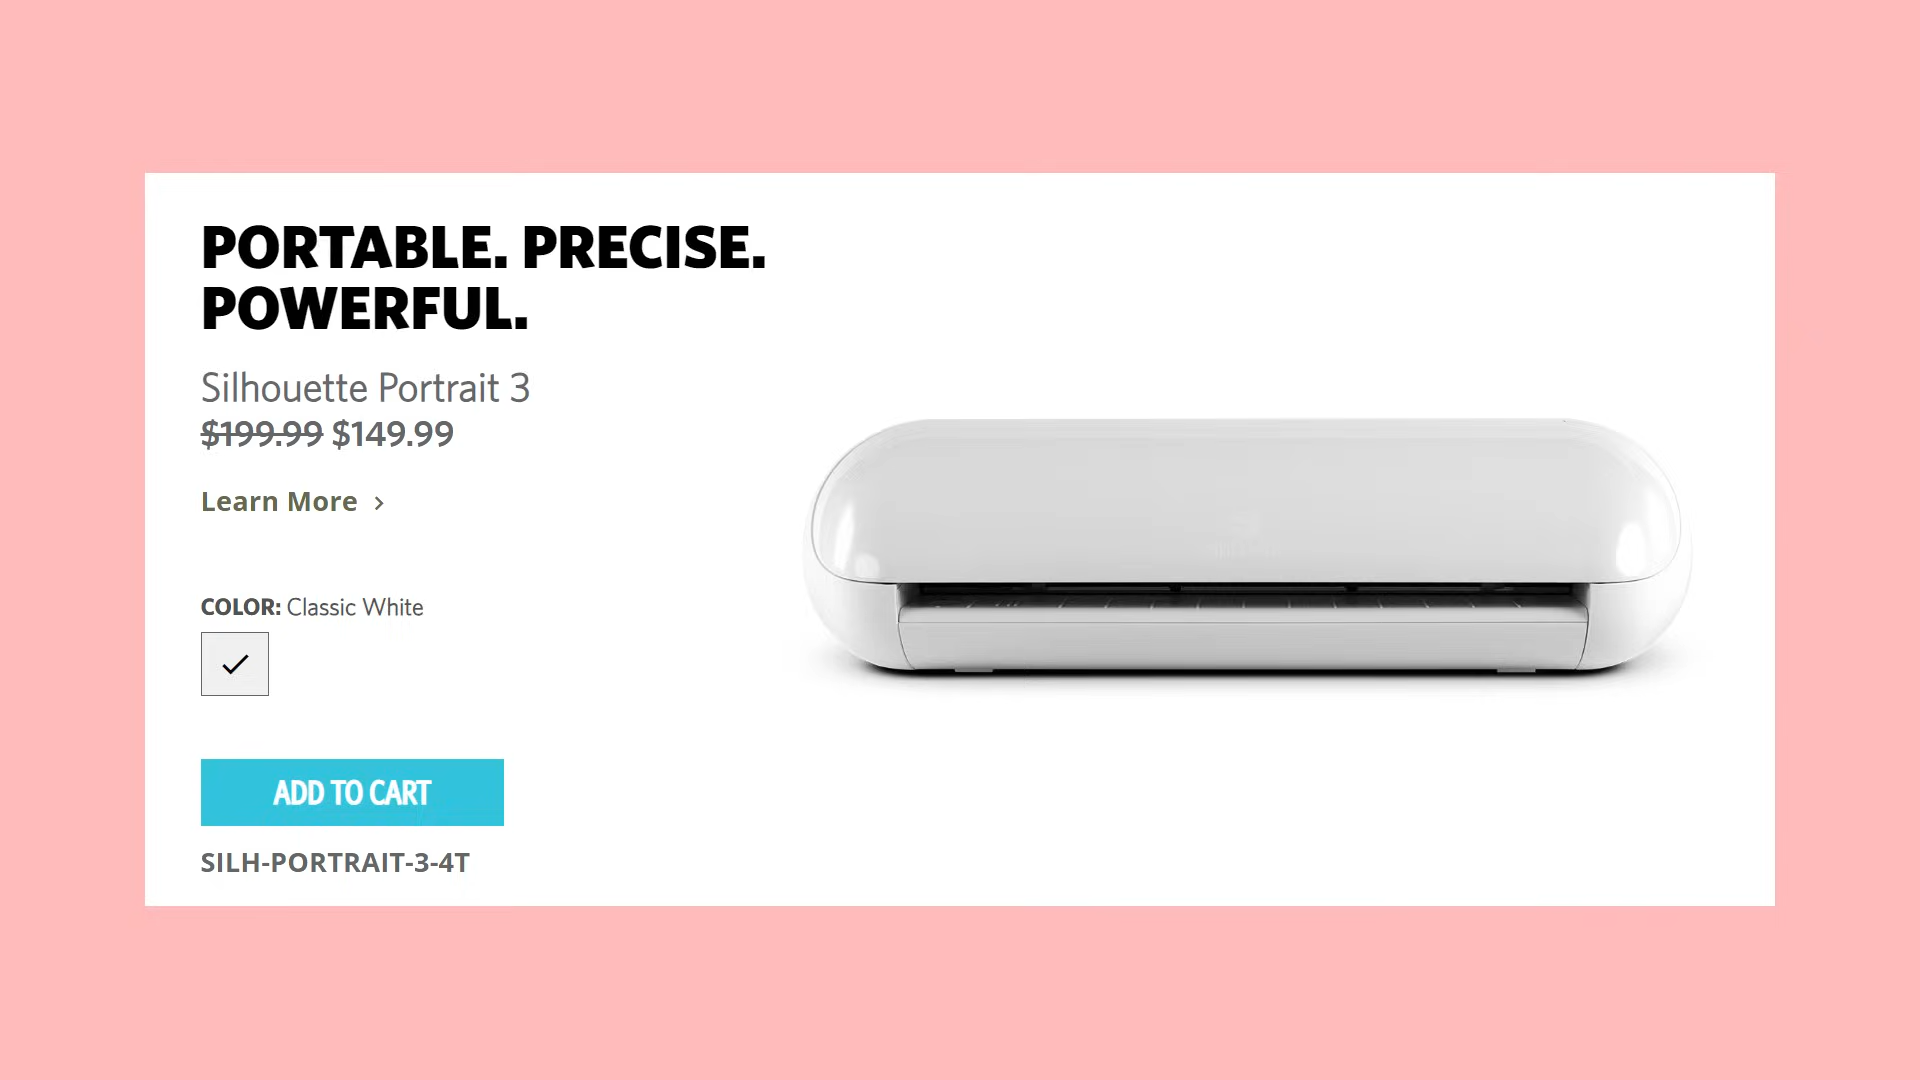 PORTABLE. PRECISE.
POWERFUL.
Silhouette Portrait 3
$199.99 $149.99
Learn More >
COLOR: Classic White
ADD TO CART
SILH-PORTRAIT-3-4T